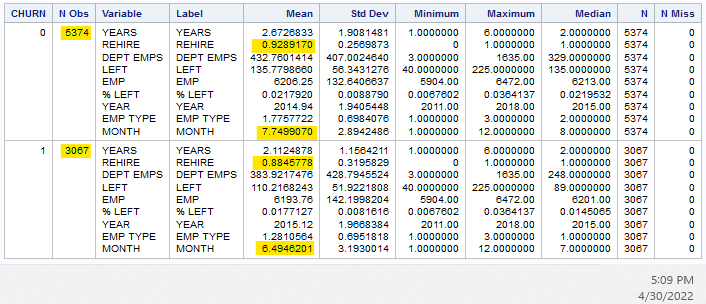 CHURN N Obs Variable Label Mean Std Dev Minimum Maximum Median N N Miss
0 5374 YEARS YEARS 2.6726833 1.9081481 1.0000000 6.0000000 2.0000000 5374 0
REHIRE REHIRE 0.9289170 0.2569873 0 1.0000000 1.0000000 5374 0
DEPT EMPS DEPT EMPS 432.7601414 407.0024640 3.0000000 1635.00 329.0000000 5374 0
LEFT LEFT 135.7798660 56.3431276 40.0000000 225.0000000 135.0000000 5374 0
EMP EMP 6206.25 132.6406637 5904.00 6472.00 6213.00 5374 0
% LEFT % LEFT 0.0217920 0.0088790 0.0067602 0.0364137 0.0219532 5374 0
YEAR YEAR 2014.94 1.9405448 2011.00 2018.00 2015.00 5374 0
EMP TYPE EMP TYPE 1.7757722 0.6984076 1.0000000 3.0000000 2.0000000 5374 0
MONTH MONTH 7.7499070 2.8942486 1.0000000 12.0000000 8.0000000 5374 0
1 3067 YEARS YEARS 2.1124878 1.1564211 1.0000000 6.0000000 2.0000000 3067 0
REHIRE REHIRE 0.8845778 0.3195829 0 1.0000000 1.0000000 3067 0
DEPT EMPS DEPT EMPS 383.9217476 428.7945524 3.0000000 1635.00 248.0000000 3067 0
LEFT LEFT 110.2168243 51.9221808 40.0000000 225.0000000 89.0000000 3067 0
EMP EMP 6193.76 142.1998204 5904.00 6472.00 6201.00 3067 0
% LEFT % LEFT 0.0177127 0.0081616 0.0067602 0.0364137 0.0145065 3067 0
YEAR YEAR 2015.12 1.9668384 2011.00 2018.00 2015.00 3067 0
EMP TYPE EMP TYPE 1.2810564 0.6951818 1.0000000 3.0000000 1.0000000 3067 0
MONTH MONTH 6.4946201 3.1930014 1.0000000 12.0000000 7.0000000 3067 0
5:09 PM
4/30/2022